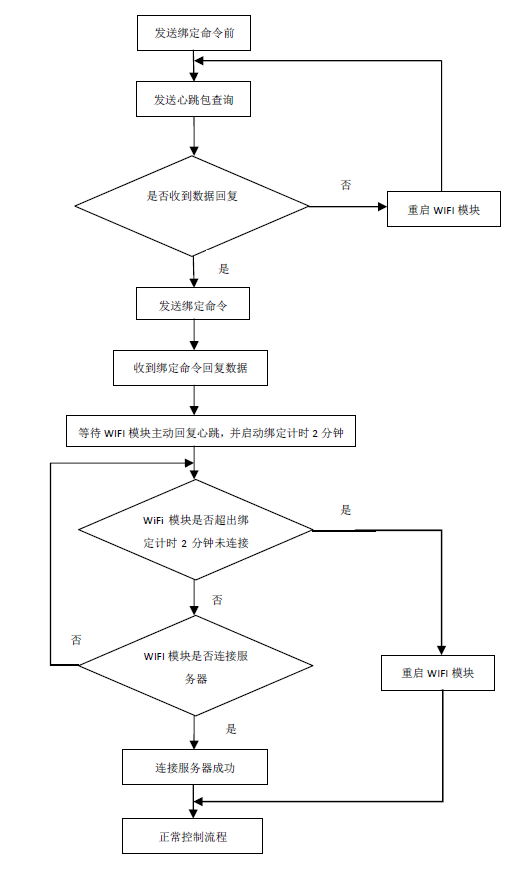 发送绑定命令前
发送心跳包查询
是否收到数据回复
否
重启 WIFI 模块
是
发送绑定命令
收到绑定命令回复数据
等待 WIFI 模块主动回复心跳，并启动绑定计时 2 分钟
WiFi 模块是否超出绑
定计时 2 分钟未连接
是
否
WIFI 模块是否连接服
务器
否
重启 WIFI 模块
是
连接服务器成功
正常控制流程